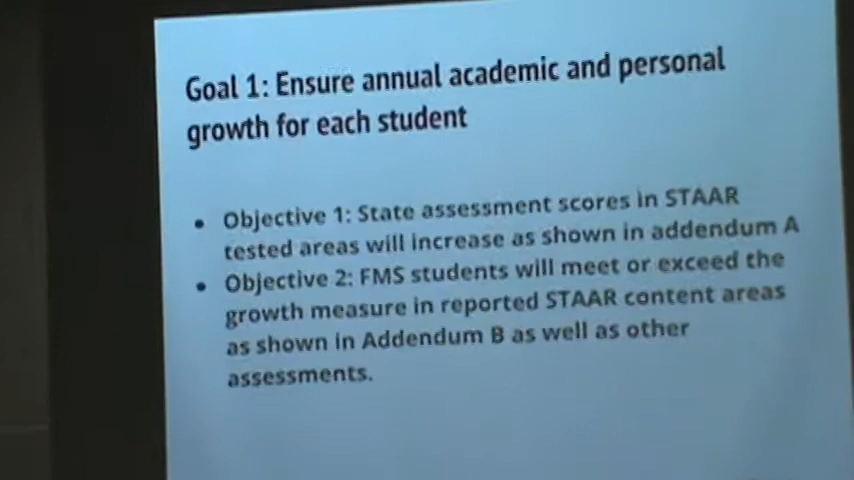 Goal 1: Ensure annual academic and personal
growth for each student
• Objective 1: State assessment scores in STAAR
tested areas will increase as shown in addendum A
• Objective 2: FMS students will meet or exceed the
growth measure in reported STAAR content areas
as shown in Addendum B as well as other
assessments.